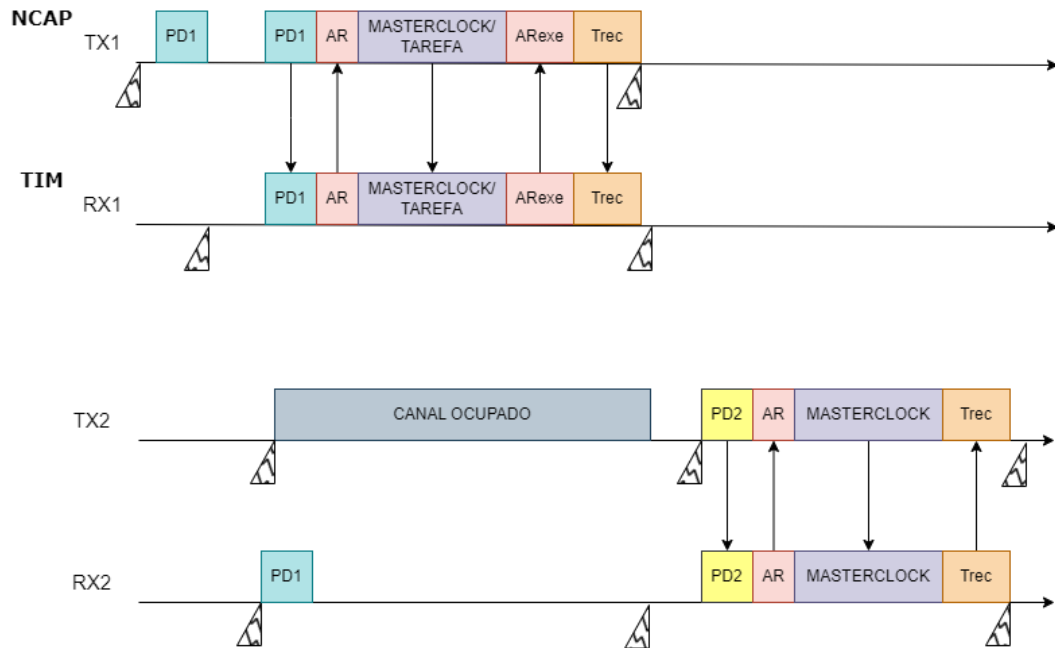 NCAP
TX1
PD1
PD1
AR
MASTERCLOCK/
TAREFA
ARexe
Trec
TIM
RX1
PD1
AR
MASTERCLOCK/
TAREFA
ARexe
Trec
TX2
CANAL OCUPADO
PD2
AR
MASTERCLOCK
Trec
RX2
PD1
PD2
AR
MASTERCLOCK
Trec